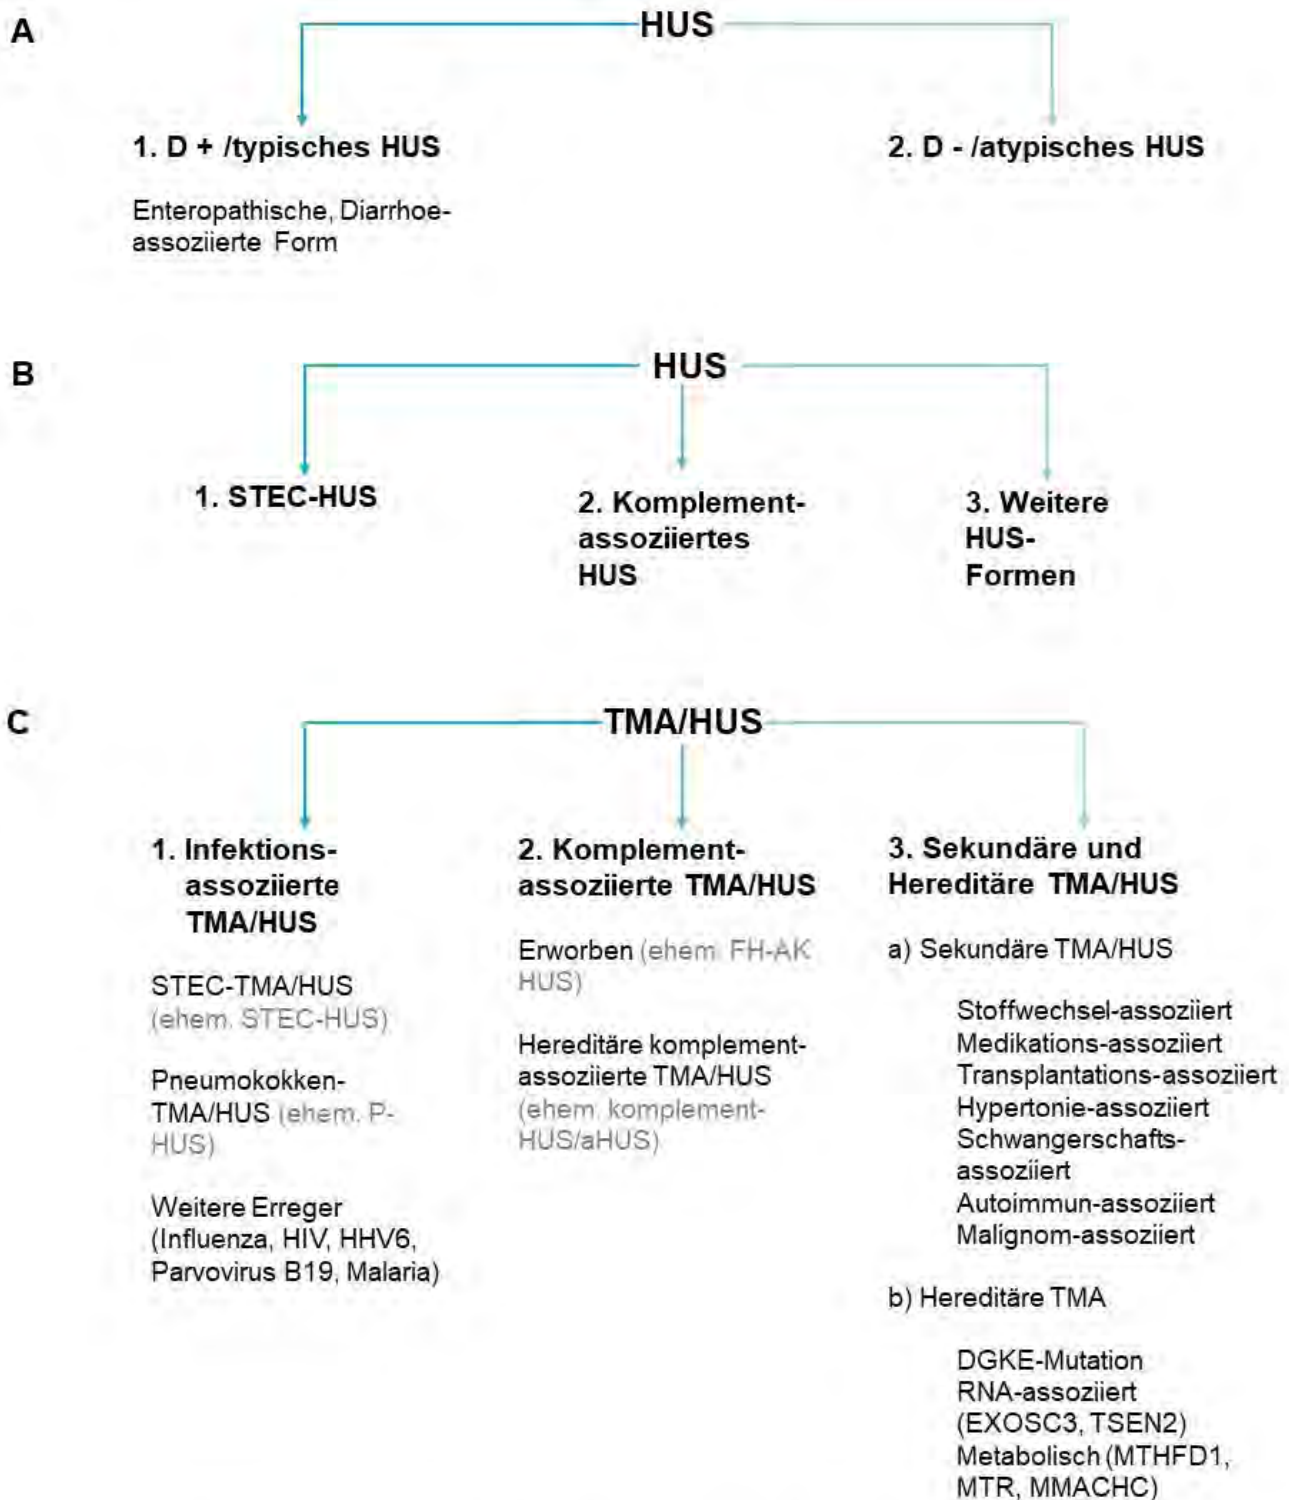 A
HUS
1. D + /typisches HUS
Enteropathische, Diarrhoe-
assoziierte Form
2. D - /atypisches HUS
B
HUS
1. STEC-HUS
2. Komplement-
assoziiertes
HUS
3. Weitere
HUS-
Formen
C
TMA/HUS
1. Infektions-
assoziierte
TMA/HUS
STEC-TMA/HUS
(ehem. STEC-HUS)
Pneumokokken-
TMA/HUS (ehem. P-
HUS)
Weitere Erreger
(Influenza, HIV, HHV6,
Parvovirus B19, Malaria)
2. Komplement-
assoziierte TMA/HUS
Erworben (ehem. FH-AK
HUS)
Hereditäre komplement-
assoziierte TMA/HUS
(ehem. komplement-
HUS/aHUS)
3. Sekundäre und
Hereditäre TMA/HUS
a) Sekundäre TMA/HUS
Stoffwechsel-assoziiert
Medikations-assoziiert
Transplantations-assoziiert
Hypertonie-assoziiert
Schwangerschafts-
assoziiert
Autoimmun-assoziiert
Malignom-assoziiert
b) Hereditäre TMA
DGKE-Mutation
RNA-assoziiert
(EXOSC3, TSEN2)
Metabolisch (MTHFD1,
MTR, MMACHC)